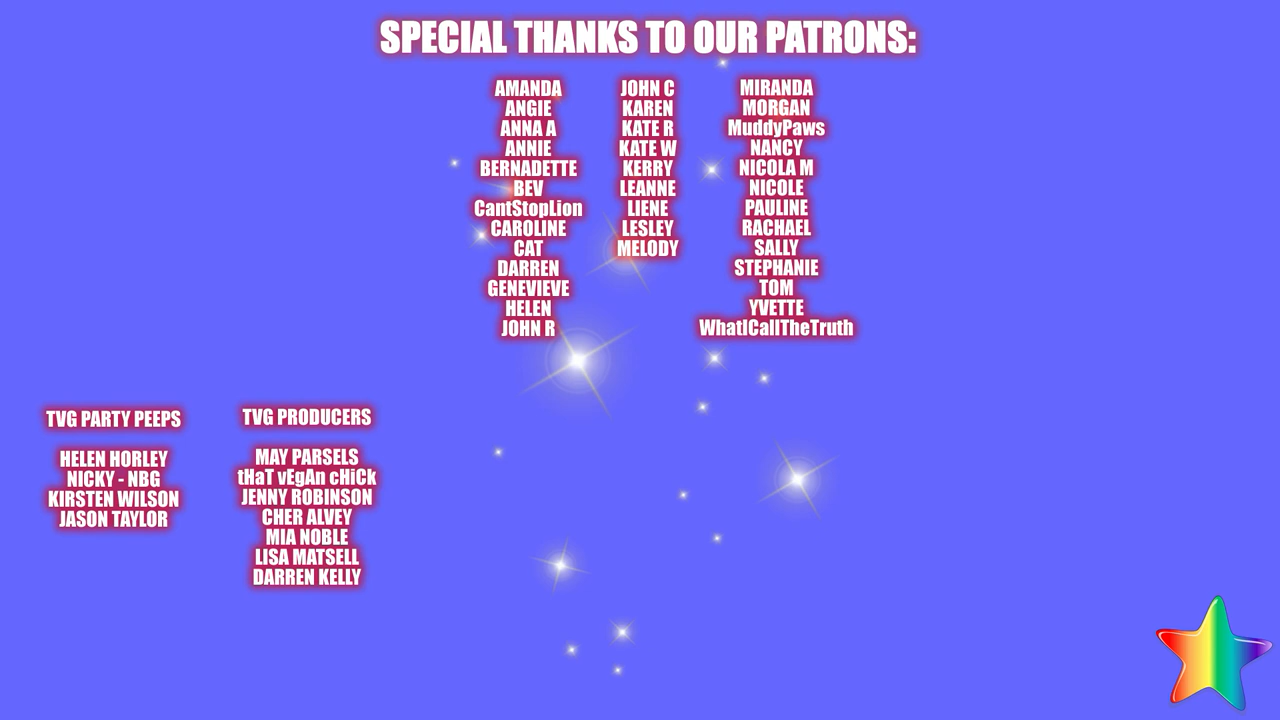 SPECIAL THANKS TO OUR PATRONS:
AMANDA
ANGIE
ANNA A
ANNIE
BERNADETTE
BEV
CantStopLion
CAROLINE
CAT
DARREN
GENEVIEVE
HELEN
JOHN R
JOHN C
KAREN
KATE R
KATE W
KERRY
LEANNE
LIENE
LESLEY
MELODY
MIRANDA
MORGAN
MuddyPaws
NANCY
NICOLA M
NICOLE
PAULINE
RACHAEL
SALLY
STEPHANIE
TOM
YVETTE
WhatICallTheTruth
TVG PARTY PEEPS
HELEN HORLEY
NICKY - NBG
KIRSTEN WILSON
JASON TAYLOR
TVG PRODUCERS
MAY PARSELS
tHaT vEgAn cHiCk
JENNY ROBINSON
CHER ALVEY
MIA NOBLE
LISA MATSELL
DARREN KELLY